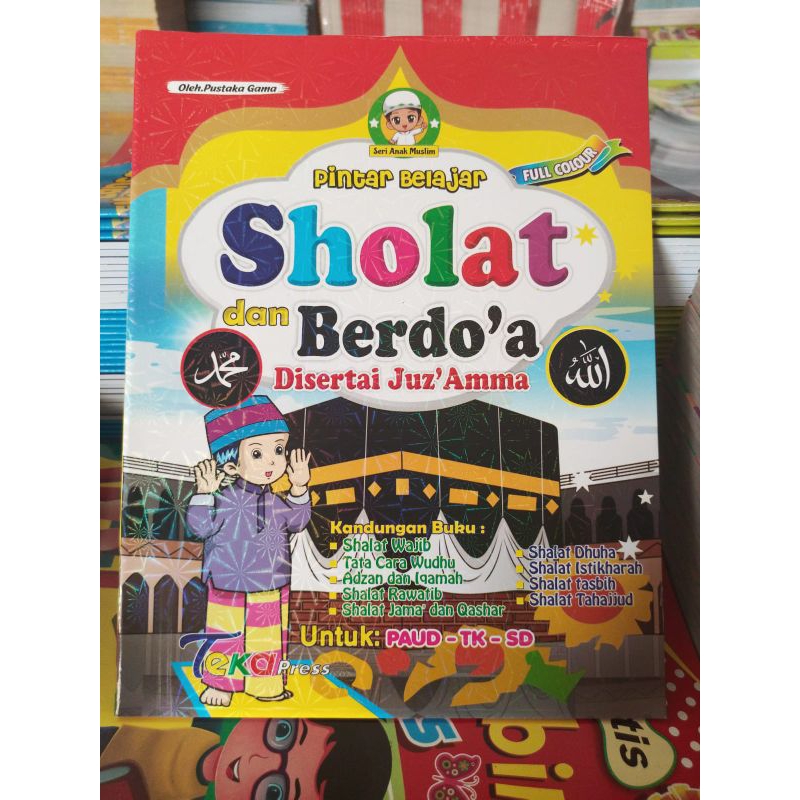 Oleh.Pustaka Gama
Seri Anak Muslim
Pintar Belajar
FULL COLOUR
Sholat
dan Berdo'a
Disertai Juz'Amma
محمد
الله
Kandungan Buku :
Shalat Wajib
Tata Cara Wudhu
Adzan dan Iqamah
Shalat Rawatib
Shalat Jama' dan Qashar
Shalat Dhuha
Shalat Istikharah
Shalat tasbih
Shalat Tahajjud
Untuk: PAUD - TK - SD
Teka Press